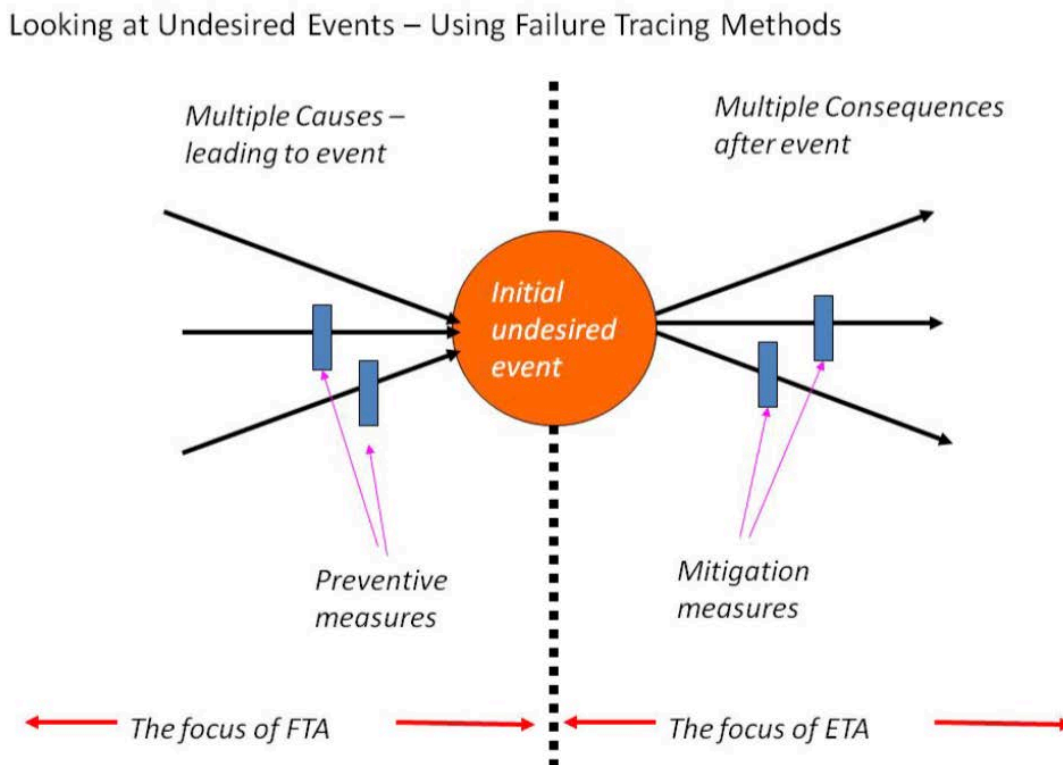 Looking at Undesired Events – Using Failure Tracing Methods
Multiple Causes –
leading to event
Multiple Consequences
after event
Initial
undesired
event
Preventive
measures
Mitigation
measures
The focus of FTA
The focus of ETA